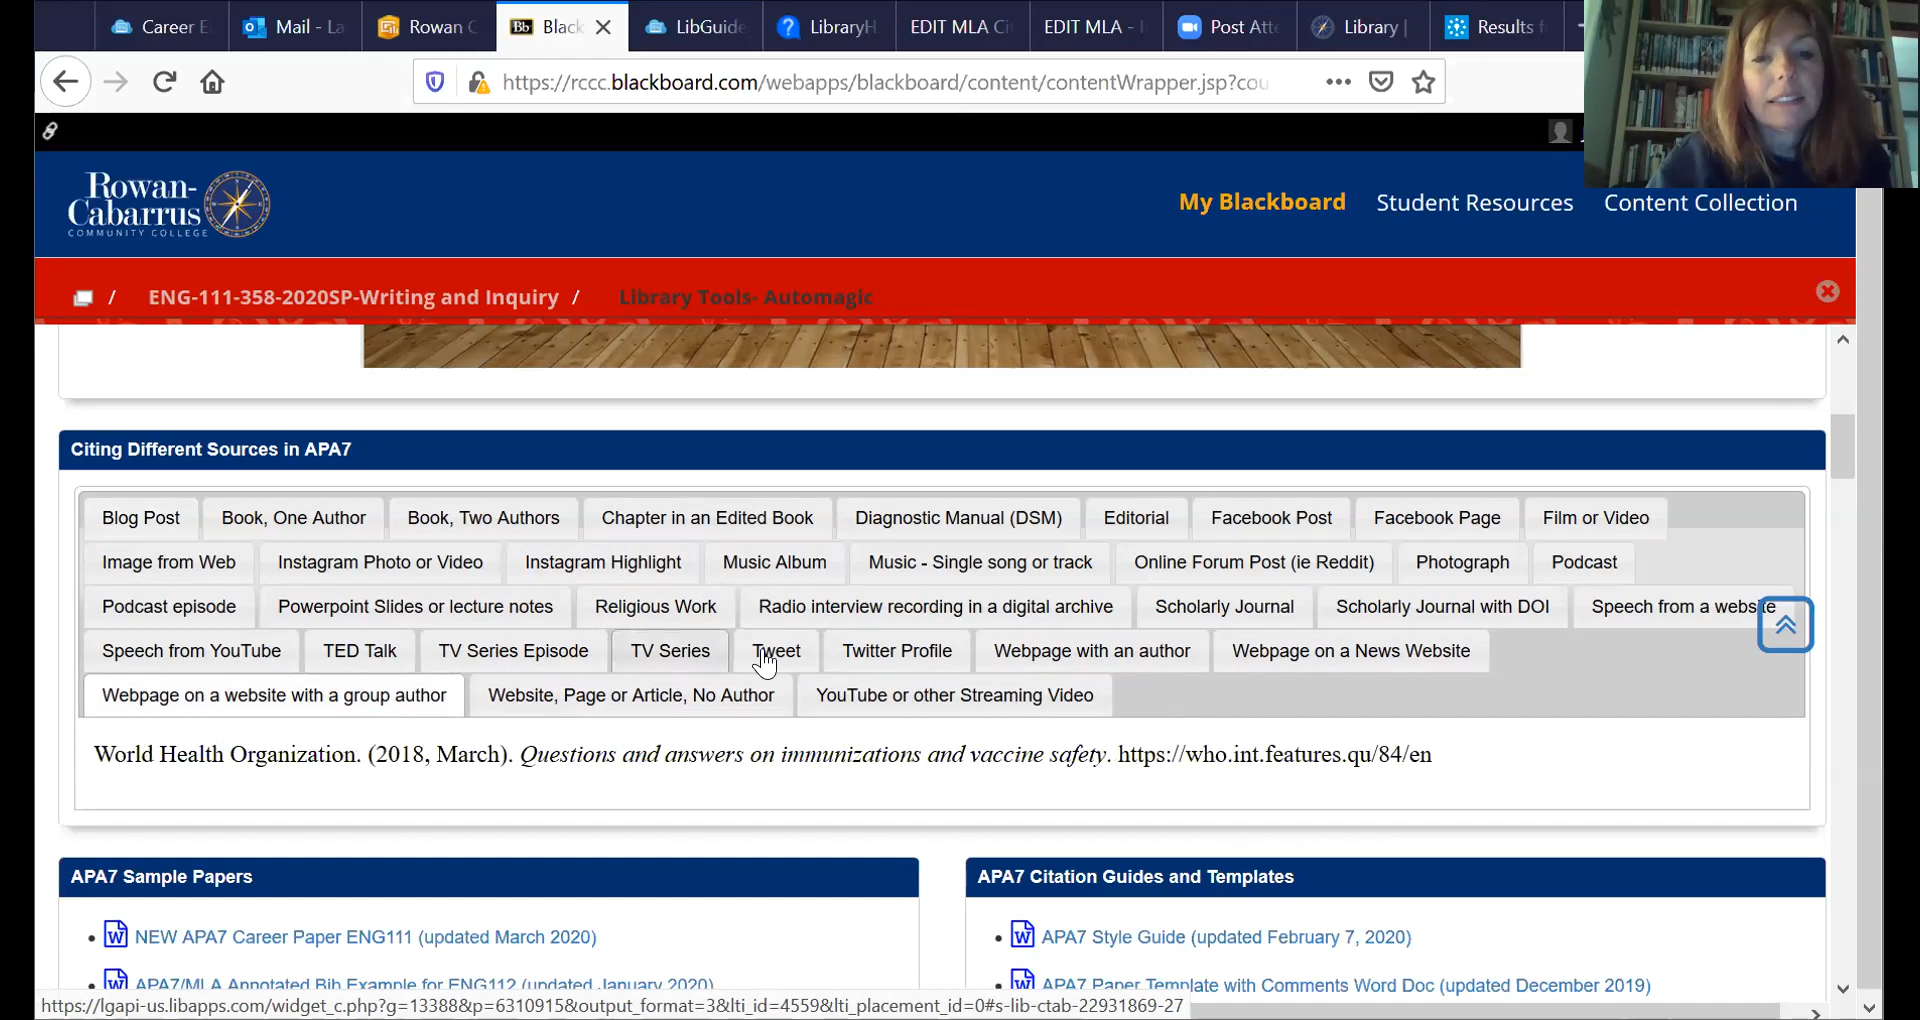 Career E
Mail - La
Rowan C
Bb Black
LibGuide
LibraryH
EDIT MLA Ci
EDIT MLA - I
Post Atte
Library |
Results f
https://rccc.blackboard.com/webapps/blackboard/content/contentWrapper.jsp?cou
Rowan-
Cabarrus
COMMUNITY COLLEGE
My Blackboard Student Resources Content Collection
/ ENG-111-358-2020SP-Writing and Inquiry / Library Tools- Automagic
Citing Different Sources in APA7
Blog Post Book, One Author Book, Two Authors Chapter in an Edited Book Diagnostic Manual (DSM) Editorial Facebook Post Facebook Page Film or Video
Image from Web Instagram Photo or Video Instagram Highlight Music Album Music - Single song or track Online Forum Post (ie Reddit) Photograph Podcast
Podcast episode Powerpoint Slides or lecture notes Religious Work Radio interview recording in a digital archive Scholarly Journal Scholarly Journal with DOI Speech from a website
Speech from YouTube TED Talk TV Series Episode TV Series Tweet Twitter Profile Webpage with an author Webpage on a News Website
Webpage on a website with a group author Website, Page or Article, No Author YouTube or other Streaming Video
World Health Organization. (2018, March). Questions and answers on immunizations and vaccine safety. https://who.int.features.qu/84/en
APA7 Sample Papers
• NEW APA7 Career Paper ENG111 (updated March 2020)
APA7/MLA Annotated Bib Example for ENG112 (updated January 2020)
APA7 Citation Guides and Templates
• APA7 Style Guide (updated February 7, 2020)
• APA7 Paper Template with Comments Word Doc (updated December 2019)
https://lgapi-us.libapps.com/widget_c.php?g=13388&p=6310915&output_format=3&lti_id=4559&lti_placement_id=0#s-lib-ctab-22931869-27